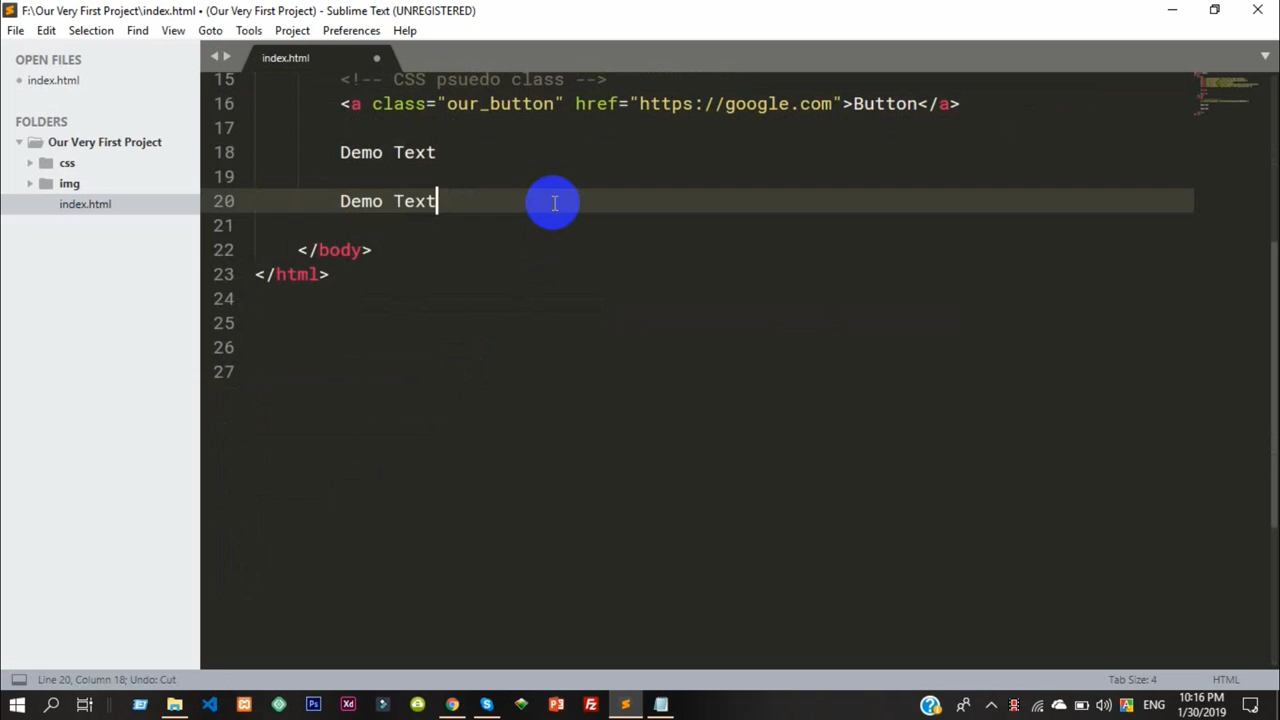 F:\Our Very First Project\index.html • (Our Very First Project) - Sublime Text (UNREGISTERED)
File Edit Selection Find View Goto Tools Project Preferences Help
OPEN FILES
index.html
FOLDERS
Our Very First Project
css
img
index.html
index.html
15 <!-- CSS psuedo class -->
16 <a class="our_button" href="https://google.com">Button</a>
17
18 Demo Text
19
20 Demo Text
21
22 </body>
23 </html>
24
25
26
27
Line 20, Column 18; Undo: Cut
Tab Size: 4
HTML
ENG
10:16 PM
1/30/2019